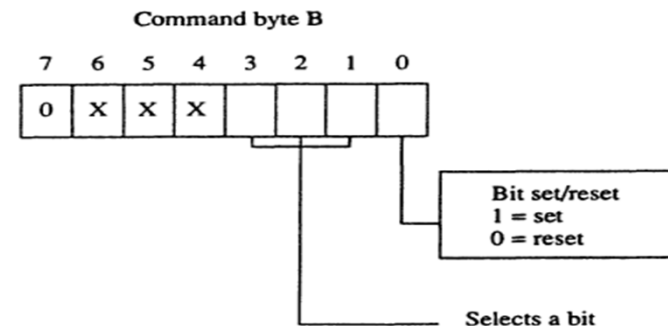 Command byte B
7 6 5 4 3 2 1 0
0 X X X
Bit set/reset
1 = set
0 = reset
Selects a bit